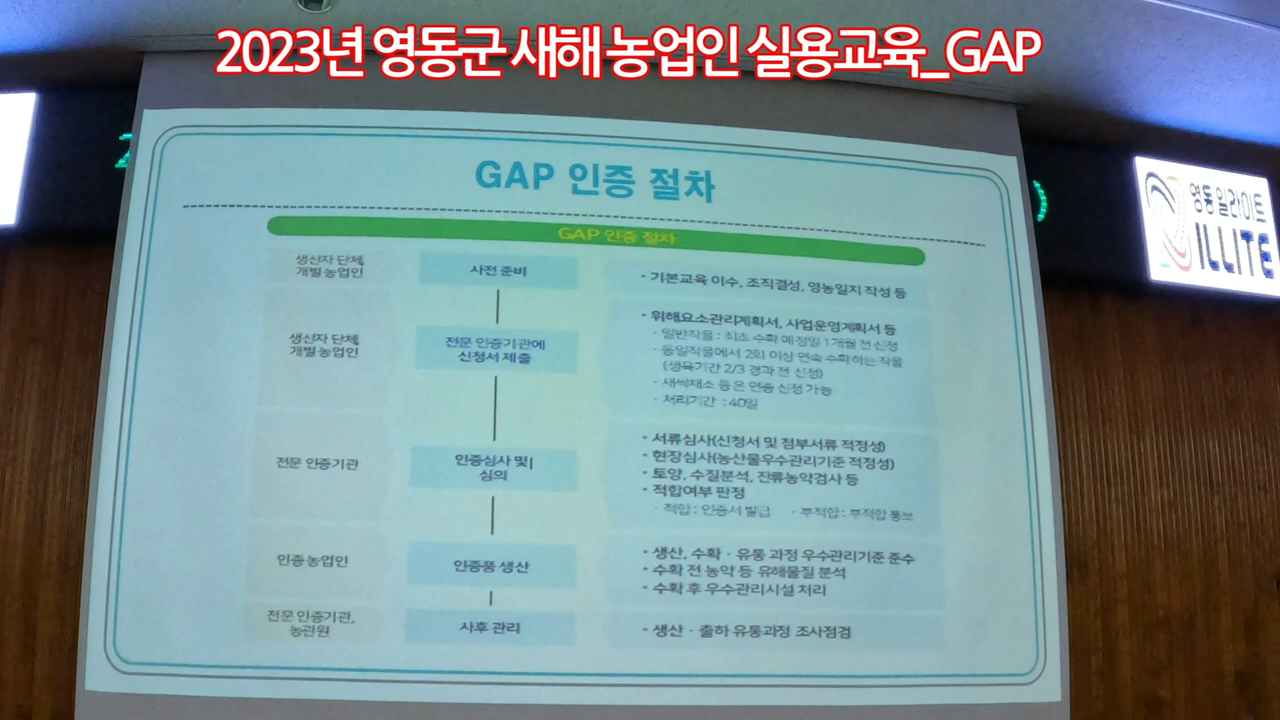 2023년 영동군 새해 농업인 실용교육_GAP
GAP 인증 절차
GAP 인증 절차
생산자 단체,
개별 농업인
사전 준비
• 기본교육 이수, 조직결성, 영농일지 작성 등
생산자 단체,
개별 농업인
전문 인증기관에
신청서 제출
• 위해요소관리계획서, 사업운영계획서 등
- 일반작물 : 최초 수확 예정일 1개월 전 신청
- 동일작물에서 2회 이상 연속 수확하는 작물
(생육기간 2/3 경과 전 신청)
- 새싹채소 등은 연중 신청 가능
- 처리기간 : 40일
전문 인증기관
인증심사 및
심의
• 서류심사(신청서 및 첨부서류 적정성)
• 현장심사(농산물우수관리기준 적정성)
• 토양, 수질분석, 잔류농약검사 등
• 적합여부 판정
- 적합 : 인증서 발급 - 부적합 : 부적합 통보
인증 농업인
인증품 생산
• 생산, 수확 · 유통 과정 우수관리기준 준수
• 수확 전 농약 등 유해물질 분석
• 수확 후 우수관리시설 처리
전문 인증기관,
농관원
사후 관리
• 생산 · 출하 유통과정 조사점검
영동일라이트
ILLITE